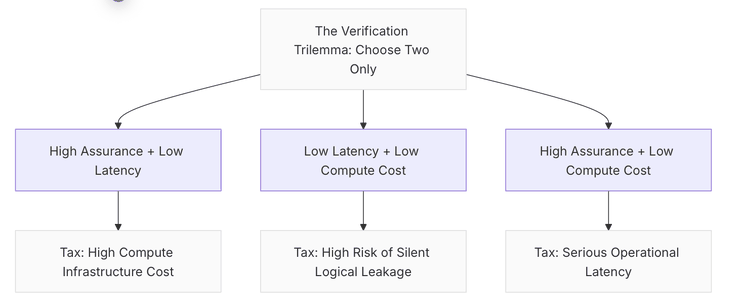 The Verification
Trilemma: Choose Two
Only
High Assurance + Low
Latency
Low Latency + Low
Compute Cost
High Assurance + Low
Compute Cost
Tax: High Compute
Infrastructure Cost
Tax: High Risk of Silent
Logical Leakage
Tax: Serious Operational
Latency